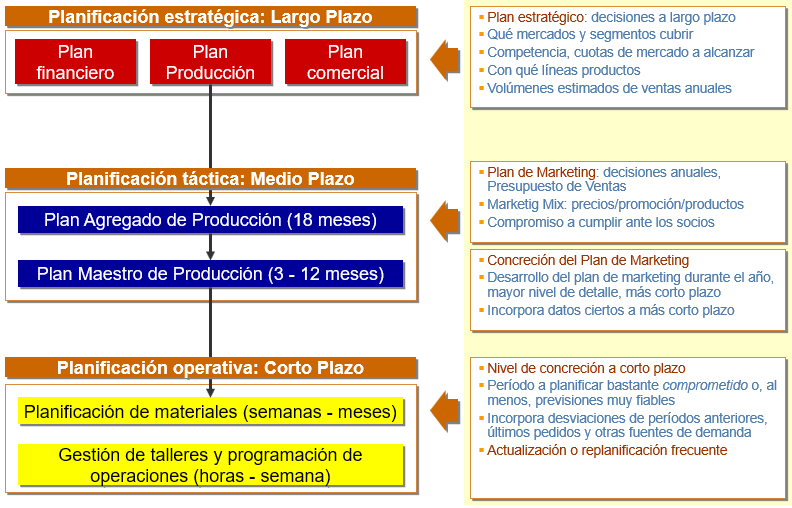 Planificación estratégica: Largo Plazo
Plan
financiero
Plan
Producción
Plan
comercial
Plan estratégico: decisiones a largo plazo
Qué mercados y segmentos cubrir
Competencia, cuotas de mercado a alcanzar
Con qué líneas productos
Volúmenes estimados de ventas anuales
Planificación táctica: Medio Plazo
Plan Agregado de Producción (18 meses)
Plan Maestro de Producción (3 - 12 meses)
Plan de Marketing: decisiones anuales,
Presupuesto de Ventas
Marketig Mix: precios/promoción/productos
Compromiso a cumplir ante los socios
Concreción del Plan de Marketing
Desarrollo del plan de marketing durante el año,
mayor nivel de detalle, más corto plazo
Incorpora datos ciertos a más corto plazo
Planificación operativa: Corto Plazo
Planificación de materiales (semanas - meses)
Gestión de talleres y programación de
operaciones (horas - semana)
Nivel de concreción a corto plazo
Período a planificar bastante comprometido o, al
menos, previsiones muy fiables
Incorpora desviaciones de períodos anteriores,
últimos pedidos y otras fuentes de demanda
Actualización o replanificación frecuente